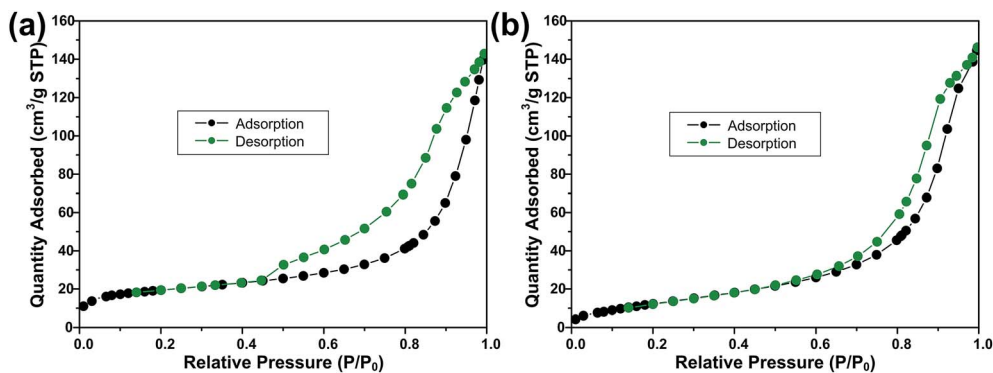 (a)
Quantity Adsorbed (cm³/g STP)
160
140
120
100
80
60
40
20
0
Adsorption
Desorption
0.0 0.2 0.4 0.6 0.8 1.0
Relative Pressure (P/P₀)
(b)
Quantity Adsorbed (cm³/g STP)
160
140
120
100
80
60
40
20
0
Adsorption
Desorption
0.0 0.2 0.4 0.6 0.8 1.0
Relative Pressure (P/P₀)